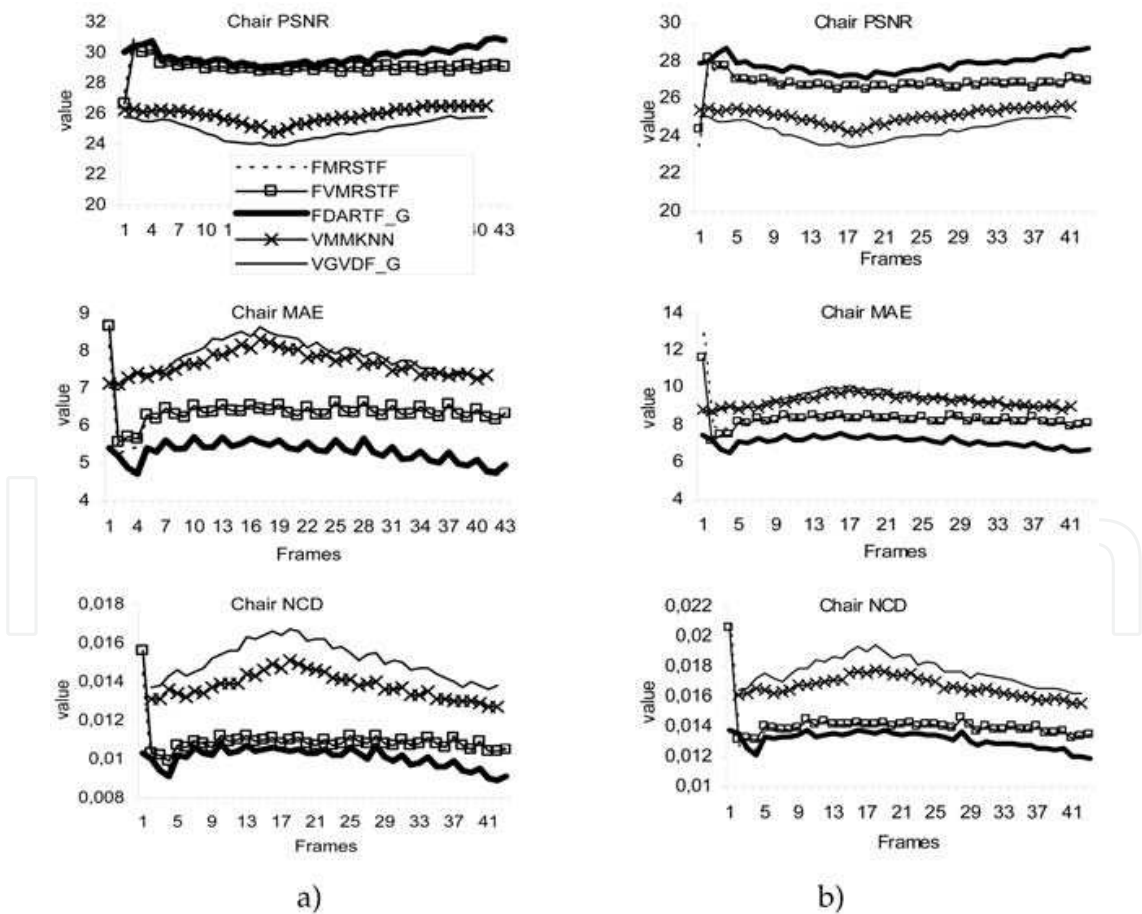 Chair PSNR
32
30
28
26
24
22
20
value
1 4 7 10 1 40 43
FMRSTF
FVMRSTF
FDARTF_G
VMMKNN
VGVDF_G
Chair MAE
9
8
7
6
5
4
value
1 4 7 10 13 16 19 22 25 28 31 34 37 40 43
Frames
Chair NCD
0,018
0,016
0,014
0,012
0,01
0,008
value
1 5 9 13 17 21 25 29 33 37 41
Frames
a)
Chair PSNR
30
28
26
24
22
20
value
1 5 9 13 17 21 25 29 33 37 41
Frames
Chair MAE
14
12
10
8
6
4
value
1 5 9 13 17 21 25 29 33 37 41
Frames
Chair NCD
0,022
0,02
0,018
0,016
0,014
0,012
0,01
value
1 5 9 13 17 21 25 29 33 37 41
Frames
b)